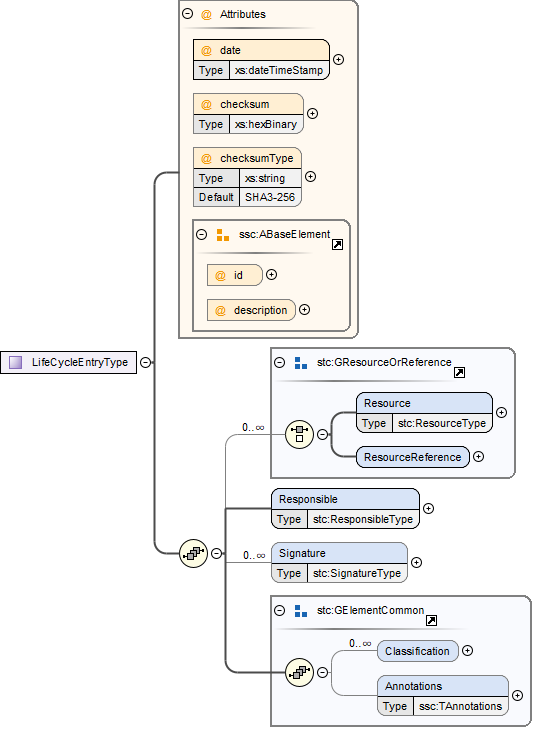 @ Attributes
@ date
Type xs:dateTimeStamp
@ checksum
Type xs:hexBinary
@ checksumType
Type xs:string
Default SHA3-256
ssc:ABaseElement
@ id
@ description
LifeCycleEntryType
stc:GResourceOrReference
0..∞
Resource
Type stc:ResourceType
ResourceReference
Responsible
Type stc:ResponsibleType
0..∞
Signature
Type stc:SignatureType
stc:GElementCommon
0..∞
Classification
Annotations
Type ssc:TAnnotations